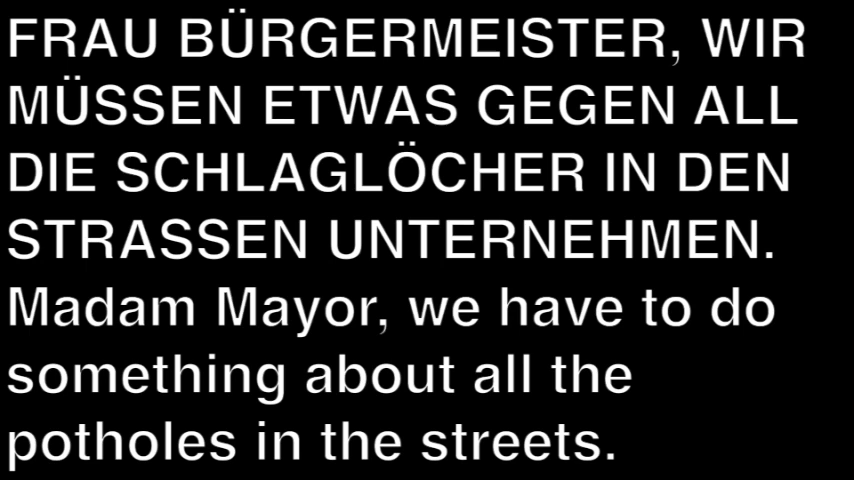 FRAU BÜRGERMEISTER, WIR
MÜSSEN ETWAS GEGEN ALL
DIE SCHLAGLÖCHER IN DEN
STRASSEN UNTERNEHMEN.
Madam Mayor, we have to do
something about all the
potholes in the streets.